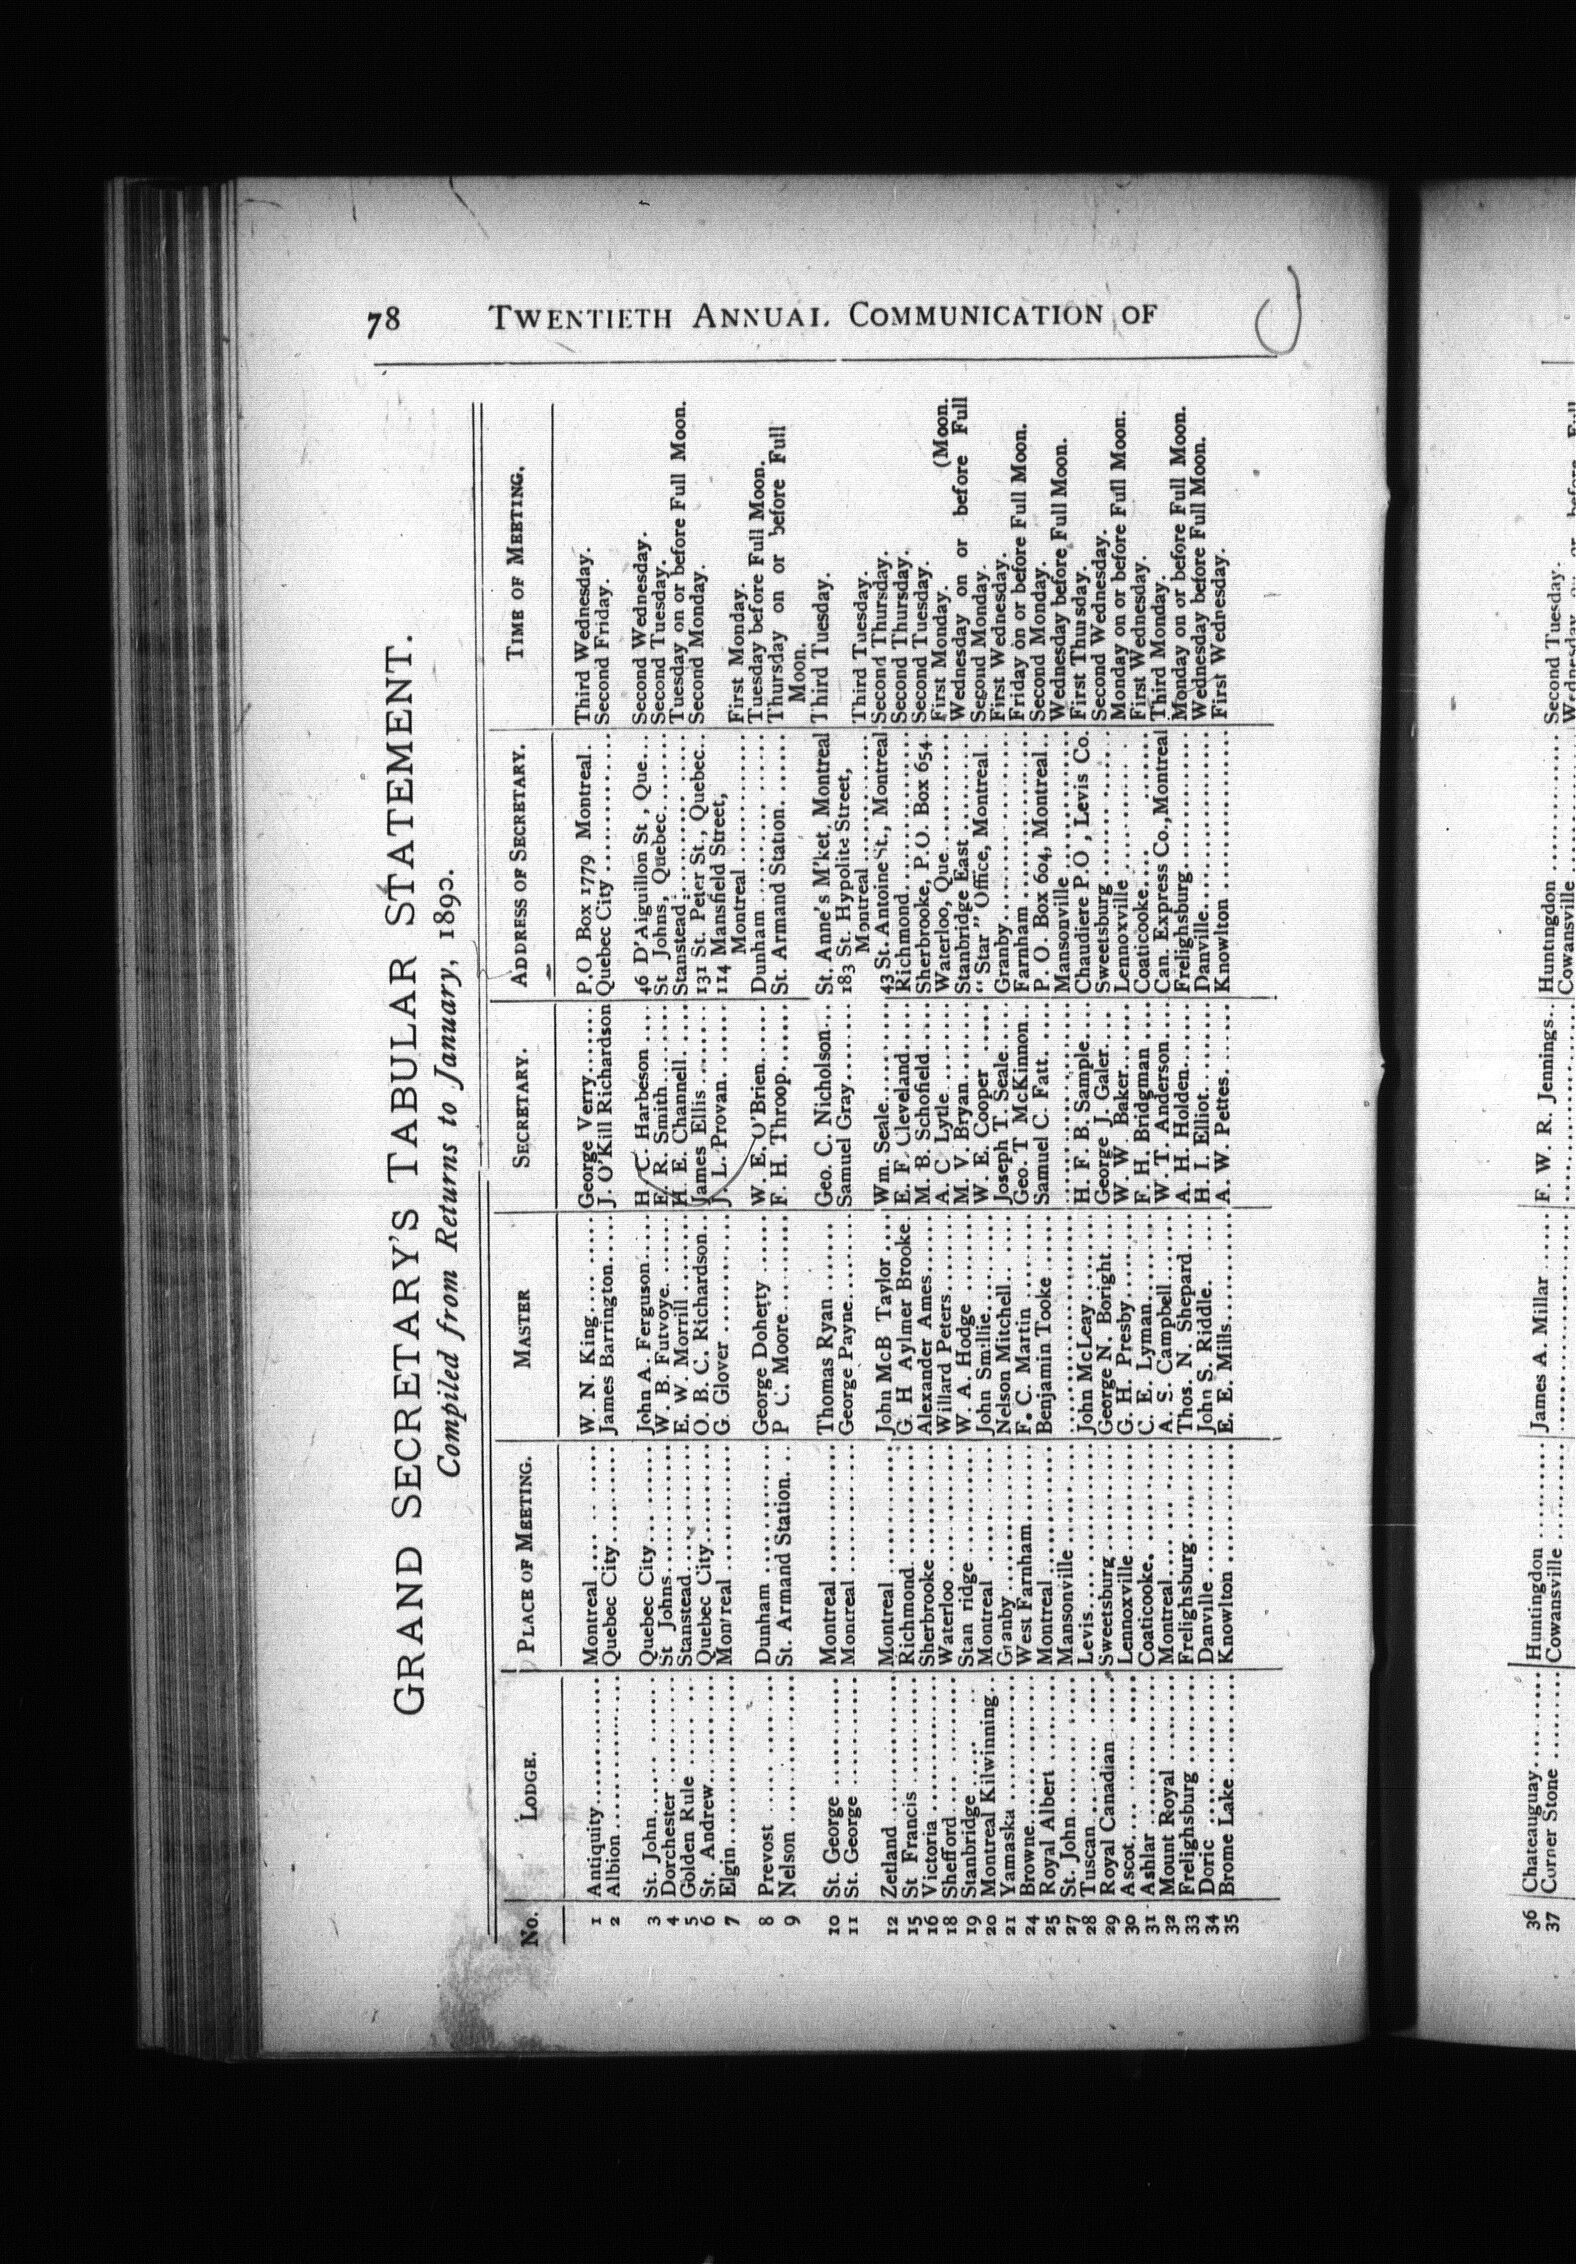 78 TWENTIETH ANNUAL COMMUNICATION OF
GRAND SECRETARY'S TABULAR STATEMENT.
Compiled from Returns to January, 1890.
No. LODGE. PLACE OF MEETING. MASTER SECRETARY. ADDRESS OF SECRETARY. TIME OF MEETING.
1 Antiquity Montreal W. N. King George Verry P.O Box 1779 Montreal Third Wednesday.
2 Albion Quebec City James Barrington J. O'Kill Richardson Quebec City Second Friday.
3 St. John Quebec City John A. Ferguson H C. Harbeson 46 D'Aiguillon St, Que Second Wednesday.
4 Dorchester St Johns W. B. Futvoye E. R. Smith St Johns, Quebec Second Tuesday.
5 Golden Rule Stanstead E. W. Morrill H. E. Channell Stanstead Tuesday on or before Full Moon.
6 St. Andrew Quebec City O. B. C. Richardson James Ellis 131 St. Peter St., Quebec Second Monday.
7 Elgin Montreal G. Glover J. L. Provan 114 Mansfield Street,
Montreal First Monday.
8 Prevost Dunham George Doherty W. E. O'Brien Dunham Tuesday before Full Moon.
9 Nelson St. Armand Station P C. Moore F. H. Throop St. Armand Station Thursday on or before Full
Moon.
10 St. George Montreal Thomas Ryan Geo. C. Nicholson St. Anne's M'ket, Montreal Third Tuesday.
11 St. George Montreal George Payne Samuel Gray 183 St. Hypolite Street,
Montreal Third Tuesday.
12 Zetland Montreal John McB Taylor Wm. Seale 43 St. Antoine St., Montreal Second Thursday.
15 St Francis Richmond G. H Aylmer Brooke E. F. Cleveland Richmond Second Thursday.
16 Victoria Sherbrooke Alexander Ames M. B. Schofield Sherbrooke, P.O. Box 654 Second Tuesday.
18 Shefford Waterloo Willard Peters A. C Lytle Waterloo, Que First Monday. (Moon.
19 Stanbridge Stan ridge W. A. Hodge M. V. Bryan Stanbridge East Wednesday on or before Full
20 Montreal Kilwinning Montreal John Smillie W. E. Cooper "Star" Office, Montreal Second Monday.
21 Yamaska Granby Nelson Mitchell Joseph T. Seale Granby First Wednesday.
24 Browne West Farnham F. C. Martin Geo. T McKinnon Farnham Friday on or before Full Moon.
25 Royal Albert Montreal Benjamin Tooke Samuel C. Fatt P. O. Box 604, Montreal Second Monday.
27 St. John Mansonville Mansonville Wednesday before Full Moon.
28 Tuscan Levis John McLeay H. F. B. Sample Chaudiere P.O, Levis Co. First Thursday.
29 Royal Canadian Sweetsburg George N. Boright George J. Galer Sweetsburg Second Wednesday.
30 Ascot Lennoxville G. H. Presby W. W. Baker Lennoxville Monday on or before Full Moon.
31 Ashlar Coaticooke C. E. Lyman F. H. Bridgman Coaticooke First Wednesday.
32 Mount Royal Montreal A. S. Campbell W. T. Anderson Can. Express Co., Montreal Third Monday.
33 Frelighsburg Frelighsburg Thos. N. Shepard A. H. Holden Frelighsburg Monday on or before Full Moon.
34 Doric Danville John S. Riddle H. I. Elliot Danville Wednesday before Full Moon.
35 Brome Lake Knowlton E. E. Mills A. W. Pettes Knowlton First Wednesday.
36 Chateauguay Huntingdon James A. Millar F. W. R. Jennings Huntingdon Second Tuesday.
37 Corner Stone Cowansville Cowansville Wednesday or before Full